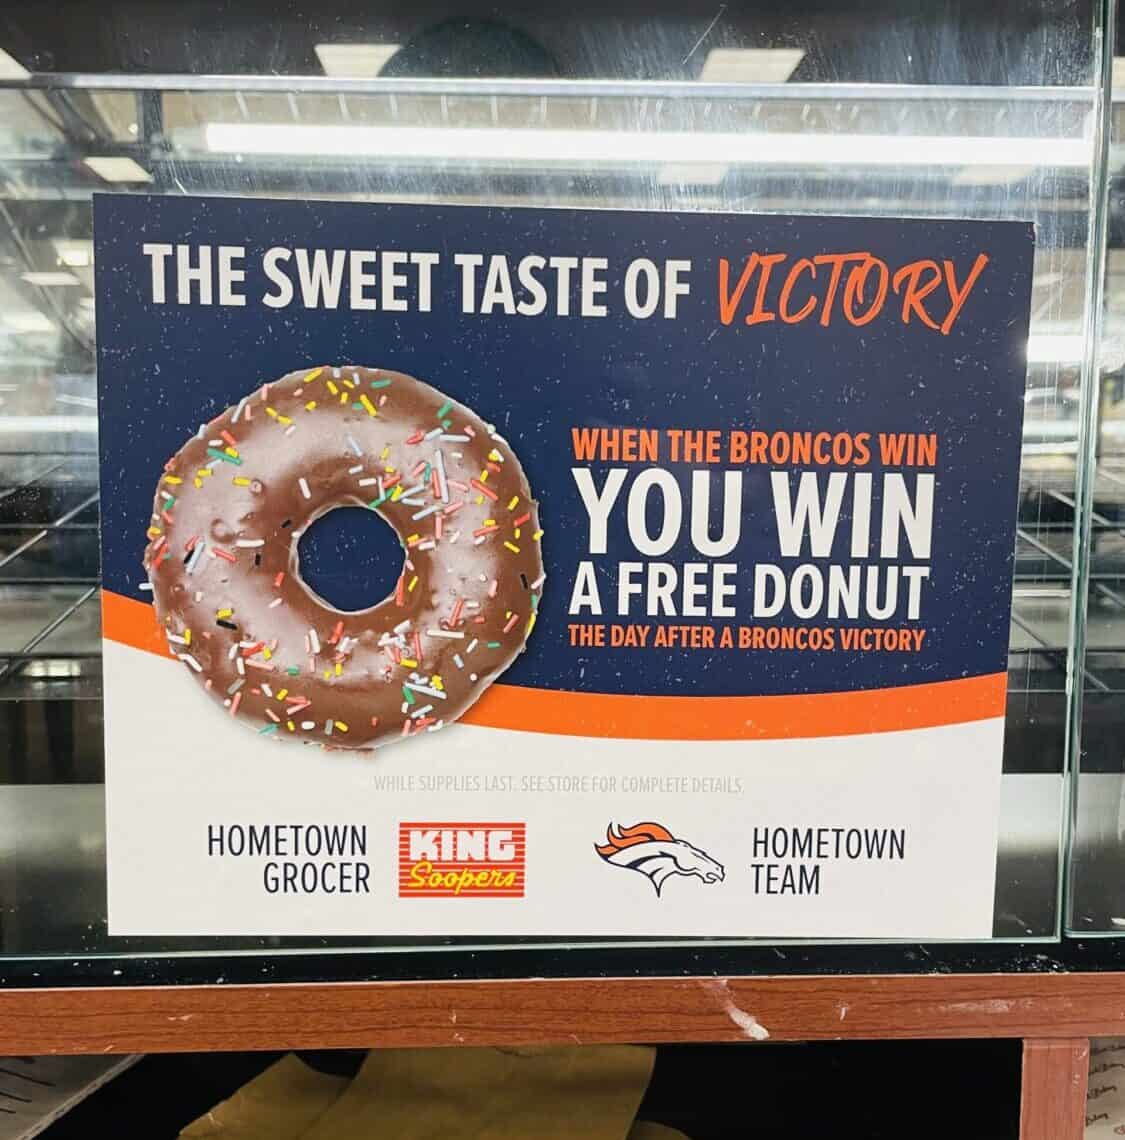 THE SWEET TASTE OF VICTORY
WHEN THE BRONCOS WIN
YOU WIN
A FREE DONUT
THE DAY AFTER A BRONCOS VICTORY
WHILE SUPPLIES LAST. SEE STORE FOR COMPLETE DETAILS.
HOMETOWN
GROCER
KING
Soopers
HOMETOWN
TEAM